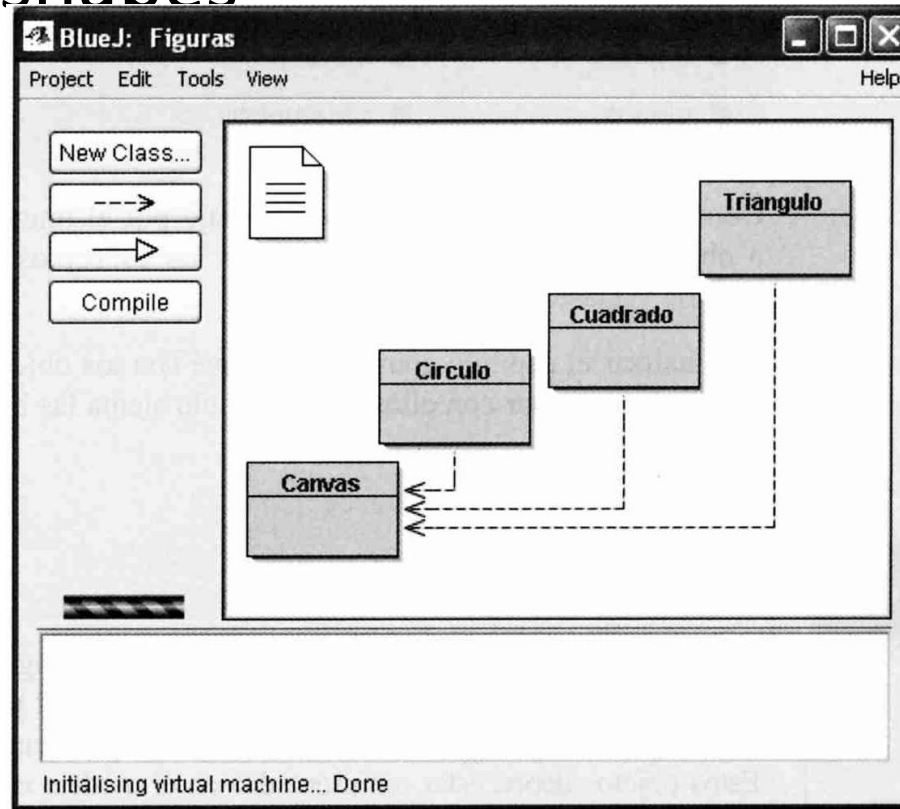 BlueJ: Figuras
Project Edit Tools View Help
New Class...
Compile
Triangulo
Cuadrado
Circulo
Canvas
Initialising virtual machine... Done